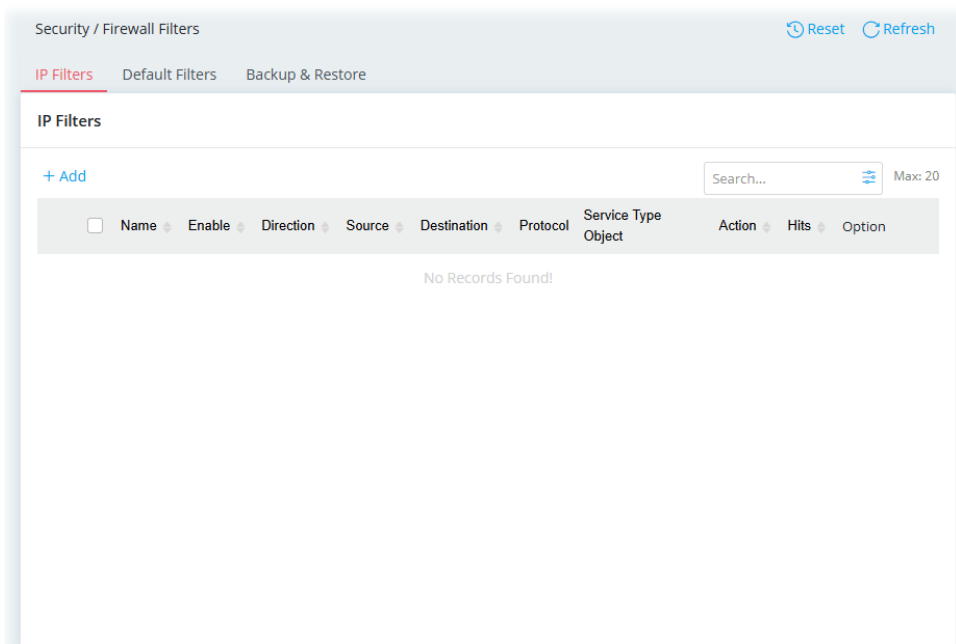 Security / Firewall Filters Reset Refresh
IP Filters Default Filters Backup & Restore
IP Filters
+ Add Search... Max: 20
Name Enable Direction Source Destination Protocol Service Type Object Action Hits Option
No Records Found!